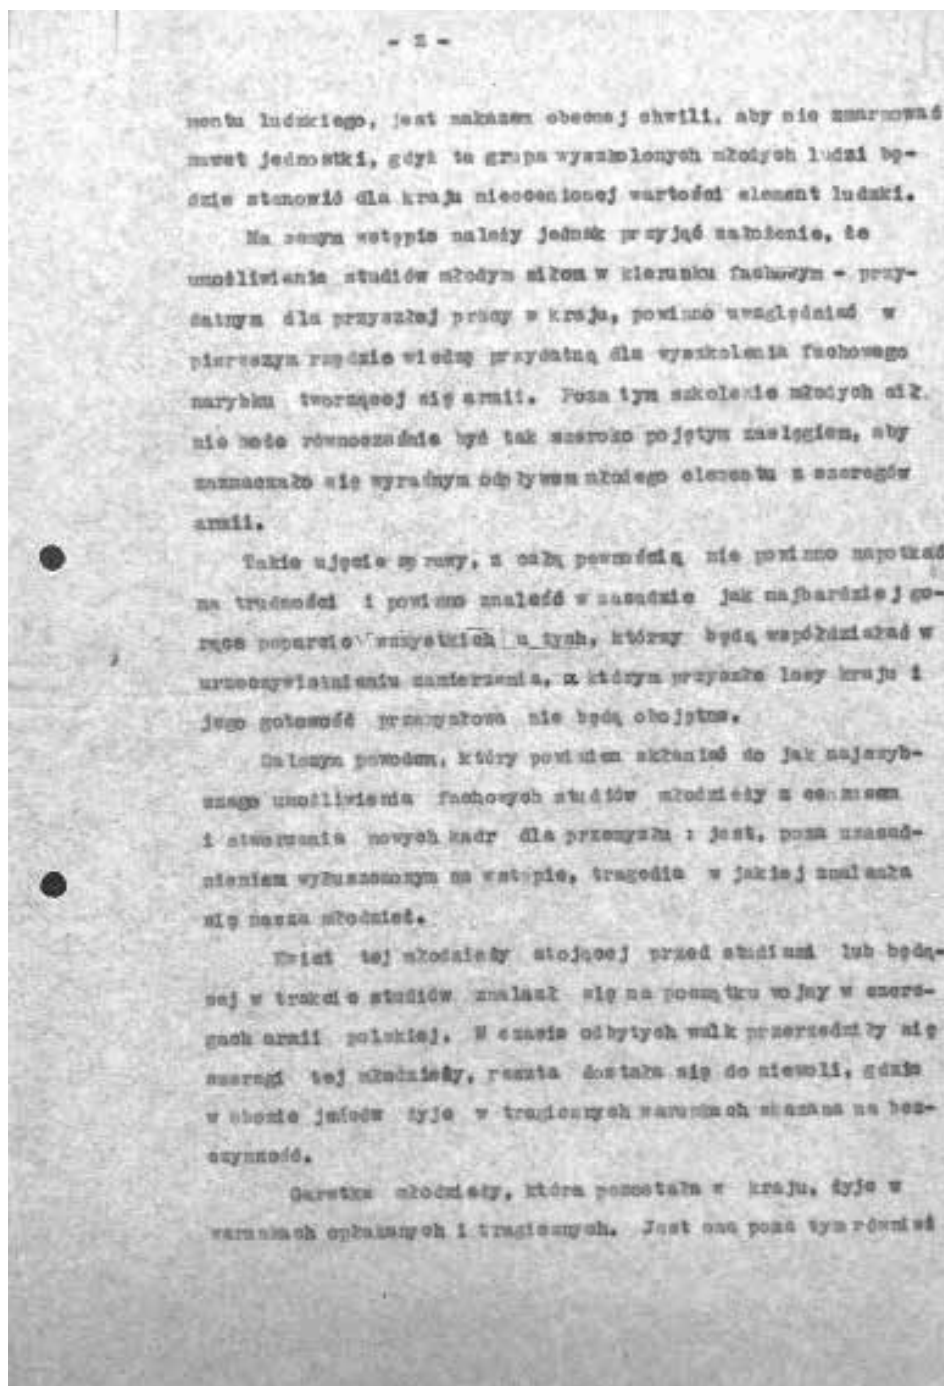 - 2 -
mentu ludzkiego, jest nakazem obecnej chwili, aby nie zmarnować
nawet jednostki, gdyż ta grupa wyszkolonych młodych ludzi bę-
dzie stanowić dla kraju nieocenionej wartości element ludzki.
Na samym wstępie należy jednak przyjąć założenie, że
umożliwienie studiów młodym siłom w kierunku fachowym - przy-
datnym dla przyszłej pracy w kraju, powinno uwzględniać w
pierwszym rzędzie wiedzę przydatną dla wyszkolenia fachowego
narybku tworzącej się armii. Poza tym szkolenie młodych sił
nie może równocześnie być tak szeroko pojętym zasięgiem, aby
zaznaczało się wyraźnym odpływem młodego elementu z szeregów
armii.
Takie ujęcie sprawy, z całą pewnością nie powinno napotkać
na trudności i powinno znaleść w zasadzie jak najbardziej go-
rące poparcie wszystkich u tych, którzy będą współdziałać w
urzeczywistnieniu zamierzenia, a którym przyszłe losy kraju i
jego gotowość przemysłowa nie będą obojętne.
Dalszym powodem, który powinien skłaniać do jak najszyb-
szego umożliwienia fachowych studiów młodzieży z cenzusem
i stworzenia nowych kadr dla przemysłu : jest, poza uzasad-
nieniem wyłuszczonym na wstępie, tragedia w jakiej znalazła
się nasza młodzież.
Kwiat tej młodzieży stojącej przed studiami lub będą-
cej w trakcie studiów znalazł się na początku wojny w szere-
gach armii polskiej. W czasie odbytych walk przerzedziły się
szeregi tej młodzieży, reszta dostała się do niewoli, gdzie
w obozie jeńców żyje w tragicznych warunkach skazana na bez-
czynność.
Garstka młodzieży, która pozostała w kraju, żyje w
warunkach opłakanych i tragicznych. Jest ona poza tym również